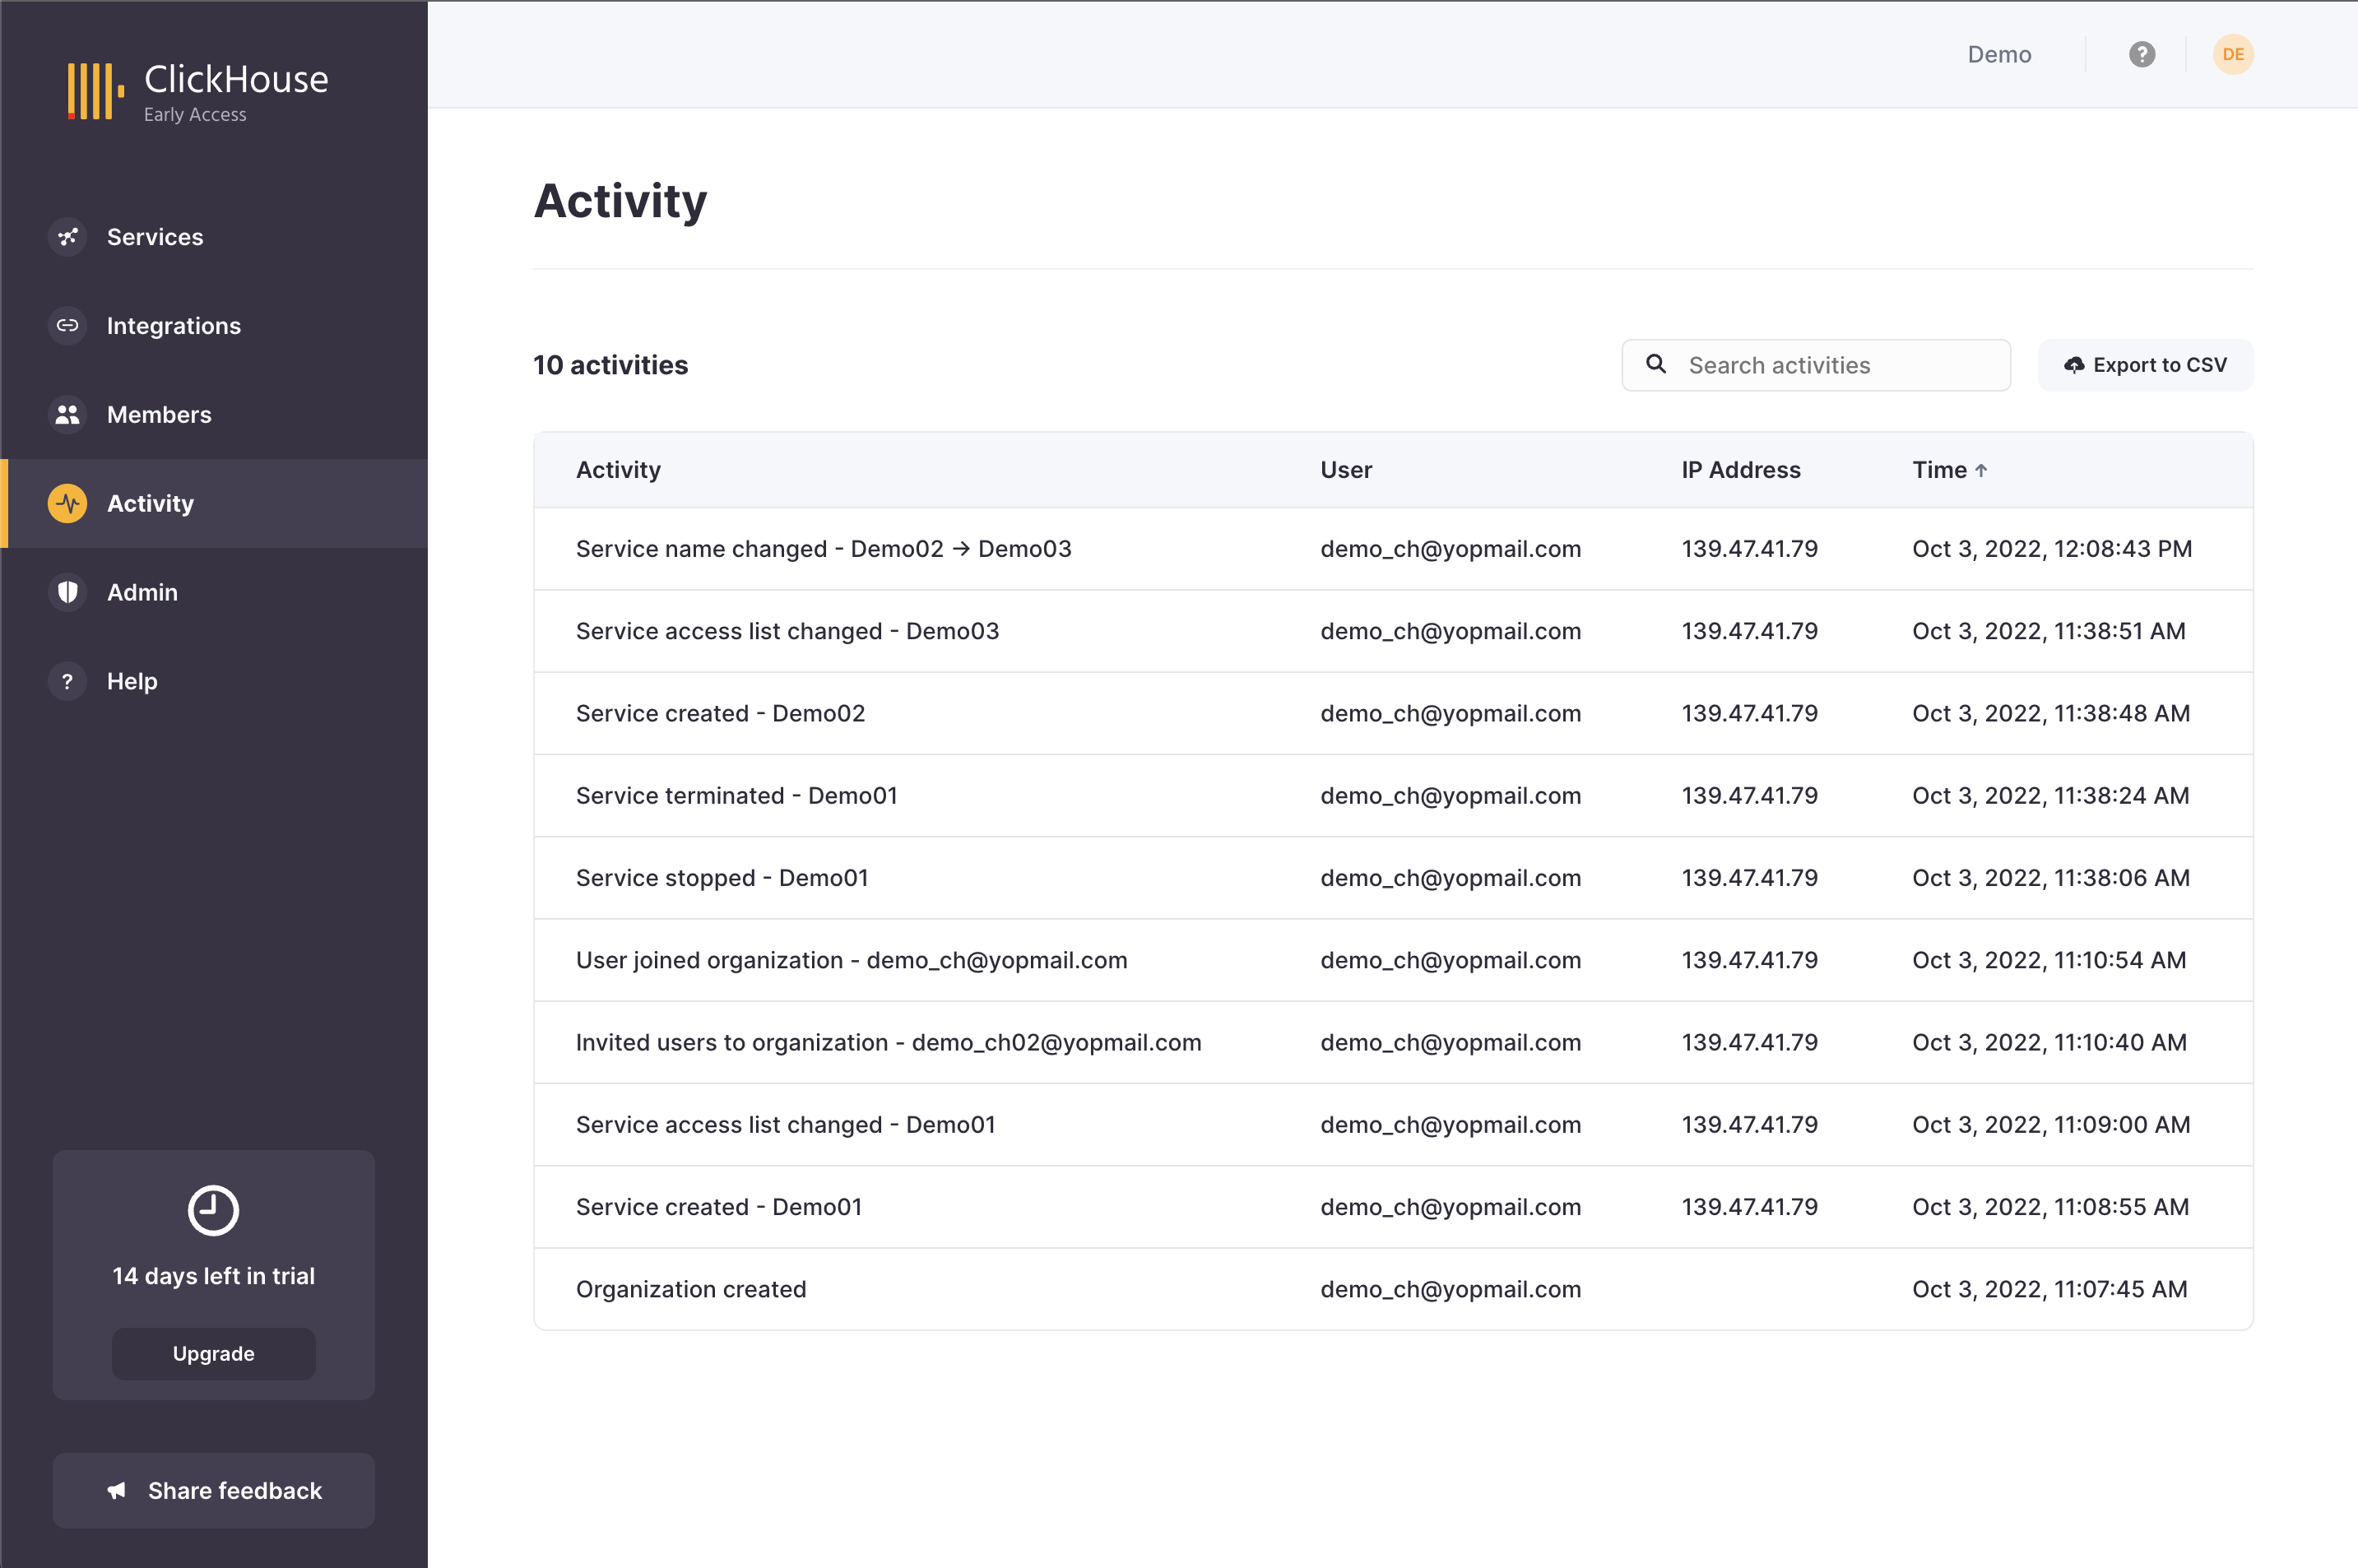 ClickHouse
Early Access
Services
Integrations
Members
Activity
Admin
? Help
14 days left in trial
Upgrade
Share feedback
Demo ? DE
Activity
10 activities Search activities Export to CSV
Activity User IP Address Time ↑
Service name changed - Demo02 → Demo03 demo_ch@yopmail.com 139.47.41.79 Oct 3, 2022, 12:08:43 PM
Service access list changed - Demo03 demo_ch@yopmail.com 139.47.41.79 Oct 3, 2022, 11:38:51 AM
Service created - Demo02 demo_ch@yopmail.com 139.47.41.79 Oct 3, 2022, 11:38:48 AM
Service terminated - Demo01 demo_ch@yopmail.com 139.47.41.79 Oct 3, 2022, 11:38:24 AM
Service stopped - Demo01 demo_ch@yopmail.com 139.47.41.79 Oct 3, 2022, 11:38:06 AM
User joined organization - demo_ch@yopmail.com demo_ch@yopmail.com 139.47.41.79 Oct 3, 2022, 11:10:54 AM
Invited users to organization - demo_ch02@yopmail.com demo_ch@yopmail.com 139.47.41.79 Oct 3, 2022, 11:10:40 AM
Service access list changed - Demo01 demo_ch@yopmail.com 139.47.41.79 Oct 3, 2022, 11:09:00 AM
Service created - Demo01 demo_ch@yopmail.com 139.47.41.79 Oct 3, 2022, 11:08:55 AM
Organization created demo_ch@yopmail.com Oct 3, 2022, 11:07:45 AM